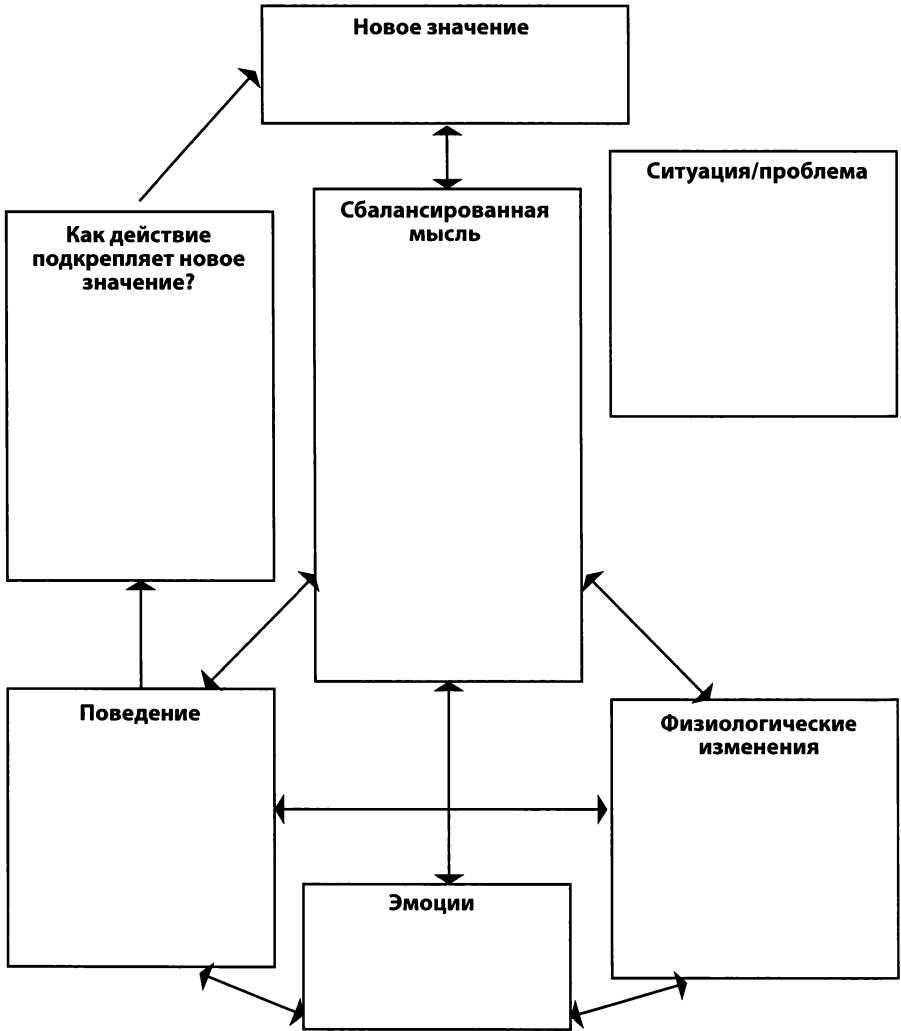 Новое значение
Ситуация/проблема
Сбалансированная
мысль
Как действие
подкрепляет новое
значение?
Поведение
Физиологические
изменения
Эмоции